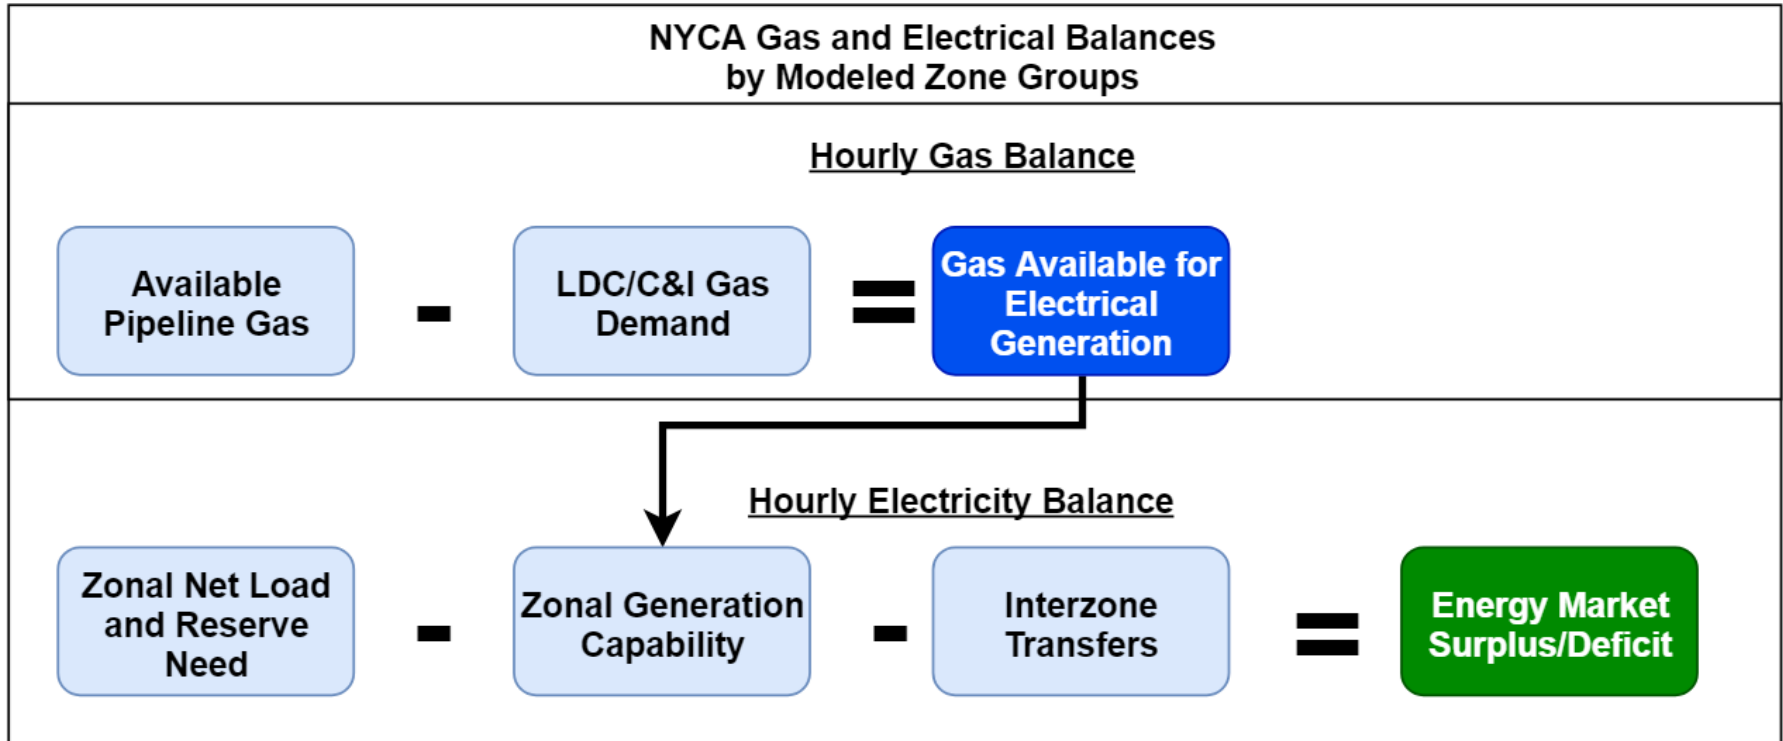 NYCA Gas and Electrical Balances
by Modeled Zone Groups
Hourly Gas Balance
Available
Pipeline Gas
-
LDC/C&I Gas
Demand
=
Gas Available for
Electrical
Generation
Hourly Electricity Balance
Zonal Net Load
and Reserve
Need
-
Zonal Generation
Capability
-
Interzone
Transfers
=
Energy Market
Surplus/Deficit